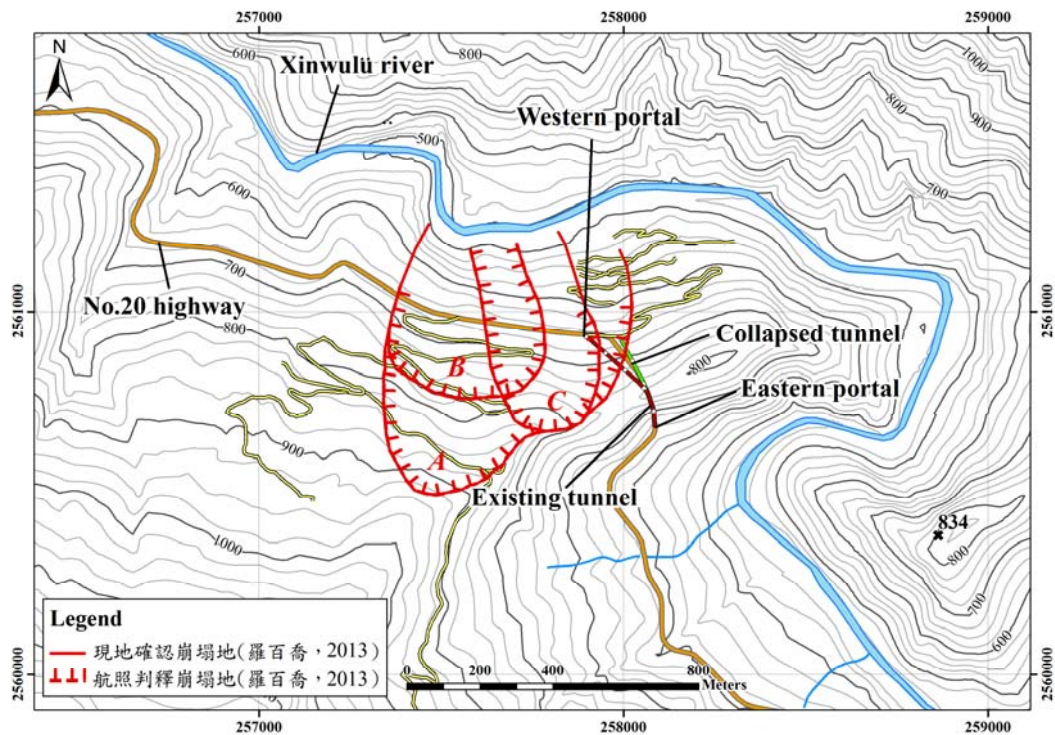 257000
258000
259000
N
600
800
1000
Xinwulü river
Western portal
900
800
500
600
700
No.20 highway
700
2561000
2561000
800
Collapsed tunnel
800
B
C
Eastern portal
A
900
Existing tunnel
834
800
1000
700
600
Legend
現地確認崩塌地(羅百喬，2013)
航照判釋崩塌地(羅百喬，2013)
0 200 400 800
Meters
2560000
2560000
257000
258000
259000